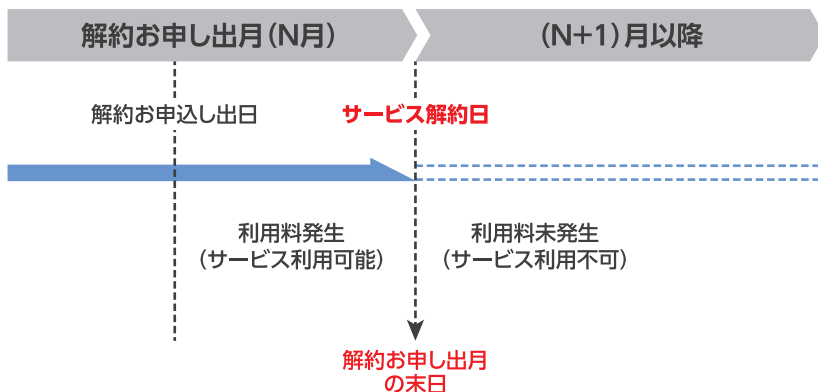 解約お申し出月（N月）
（N+1）月以降
解約お申込し出日
サービス解約日
利用料発生
（サービス利用可能）
利用料未発生
（サービス利用不可）
解約お申し出月
の末日